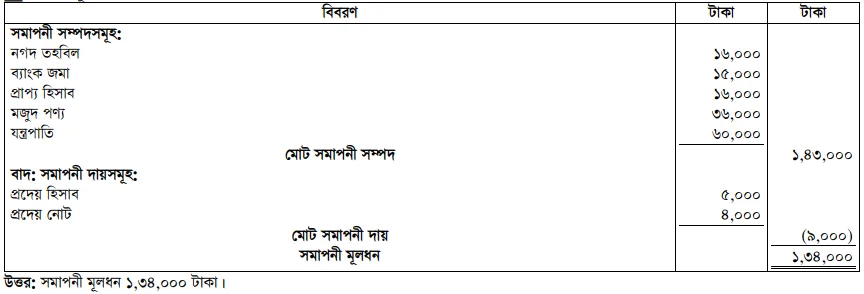 বিবরণ টাকা টাকা
সমাপনী সম্পদসমূহ:
নগদ তহবিল ১৬,০০০
ব্যাংক জমা ১৫,০০০
প্রাপ্য হিসাব ১৬,০০০
মজুদ পণ্য ৩৬,০০০
যন্ত্রপাতি ৬০,০০০
মোট সমাপনী সম্পদ ১,৪৩,০০০
বাদ: সমাপনী দায়সমূহ:
প্রদেয় হিসাব ৫,০০০
প্রদেয় নোট ৪,০০০
মোট সমাপনী দায় (৯,০০০)
সমাপনী মূলধন ১,৩৪,০০০
উত্তর: সমাপনী মূলধন ১,৩৪,০০০ টাকা।